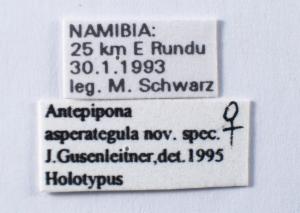 NAMIBIA:
25 km E Rundu
30.1.1993
leg. M. Schwarz
Antepipona ♀
asperategula nov. spec.
J.Gusenleitner,det.1995
Holotypus